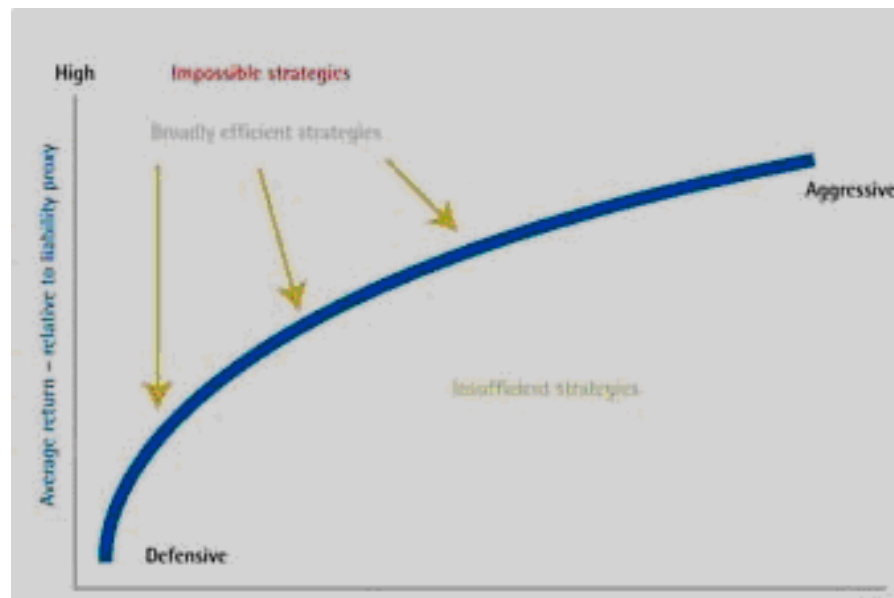 High
Impossible strategies
Broadly efficient strategies
Average return – relative to liability proxy
Aggressive
Insufficient strategies
Defensive